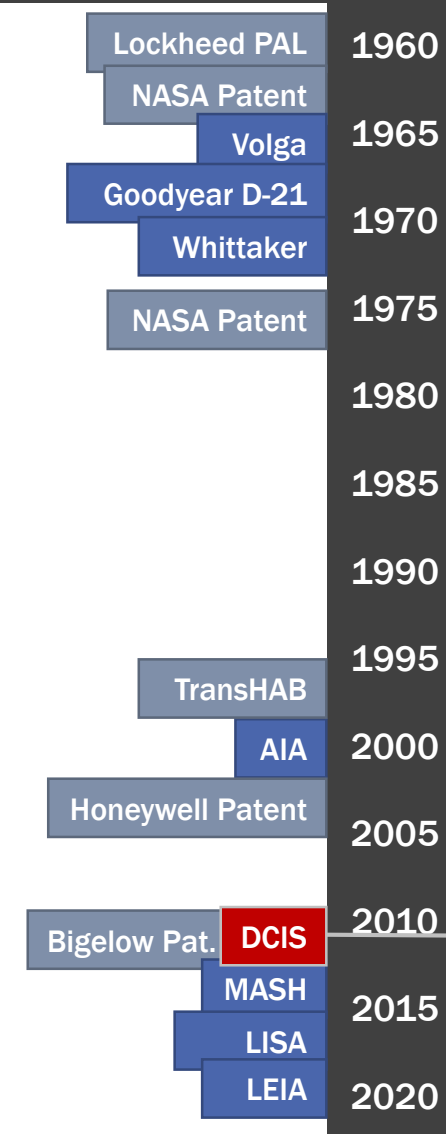 Lockheed PAL
1960
NASA Patent
Volga
1965
Goodyear D-21
1970
Whittaker
NASA Patent
1975
1980
1985
1990
1995
TransHAB
AIA
2000
Honeywell Patent
2005
2010
Bigelow Pat.
DCIS
MASH
2015
LISA
LEIA
2020